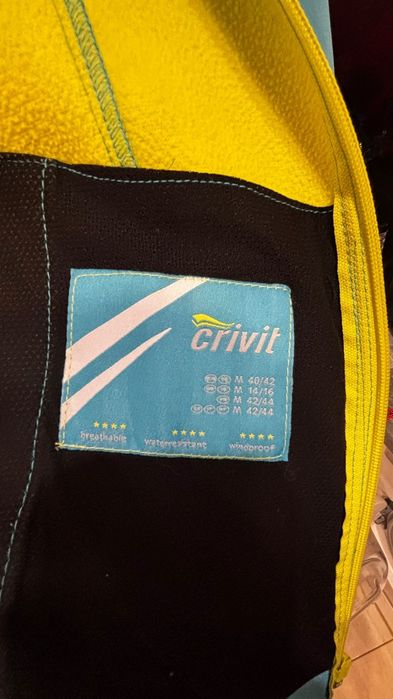 crivit
M 40/42
M 14/16
M 42/44
M 42/44
breathable
waterresistant
windproof